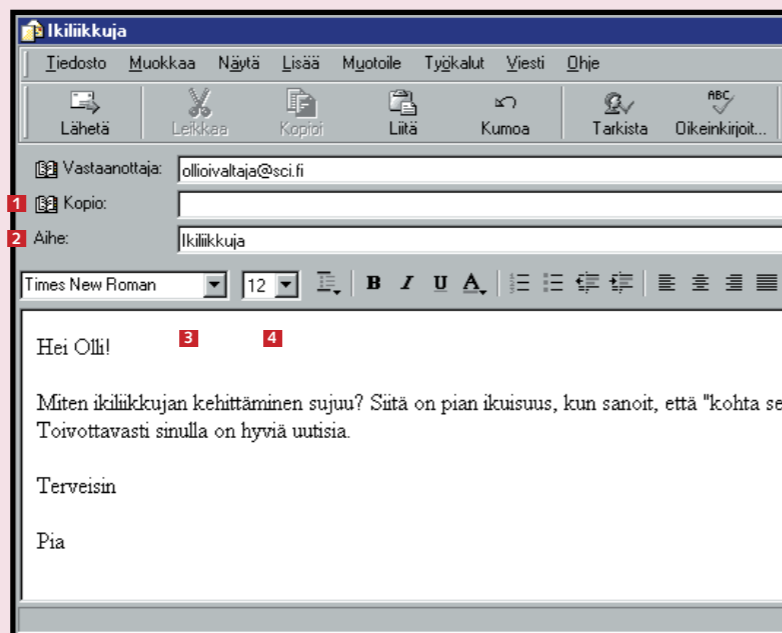 Ikiliikkuja
Tiedosto Muokkaa Näytä Lisää Muotoile Työkalut Viesti Ohje
ABC
Lähetä Leikkaa Kopioi Liitä Kumoa Tarkista Oikeinkirjoit...
Vastaanottaja: ollioivaltaja@sci.fi
1 Kopio:
2 Aihe: Ikiliikkuja
Times New Roman 12 B I U A
3 4
Hei Olli!
Miten ikiliikkujan kehittäminen sujuu? Siitä on pian ikuisuus, kun sanoit, että "kohta se
Toivottavasti sinulla on hyviä uutisia.
Terveisin
Pia